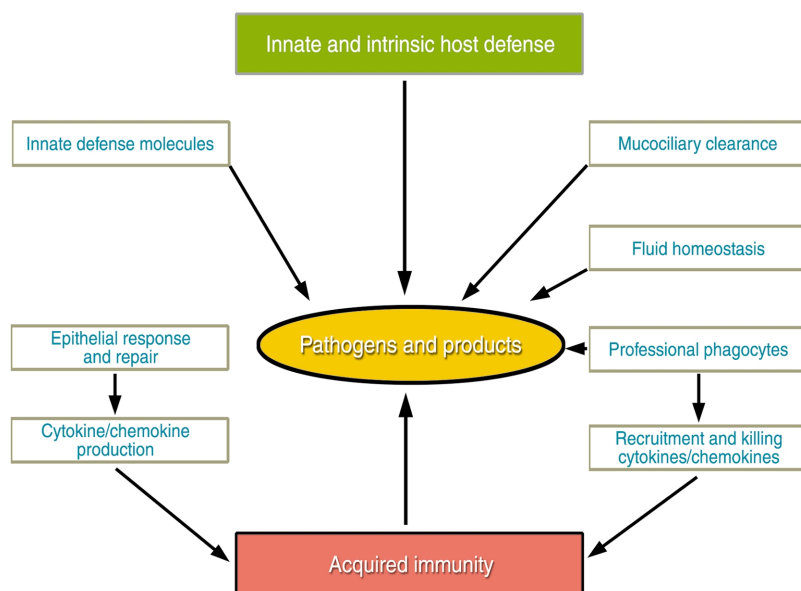 Innate and intrinsic host defense
Innate defense molecules
Mucociliary clearance
Fluid homeostasis
Epithelial response
and repair
Pathogens and products
Professional phagocytes
Cytokine/chemokine
production
Recruitment and killing
cytokines/chemokines
Acquired immunity